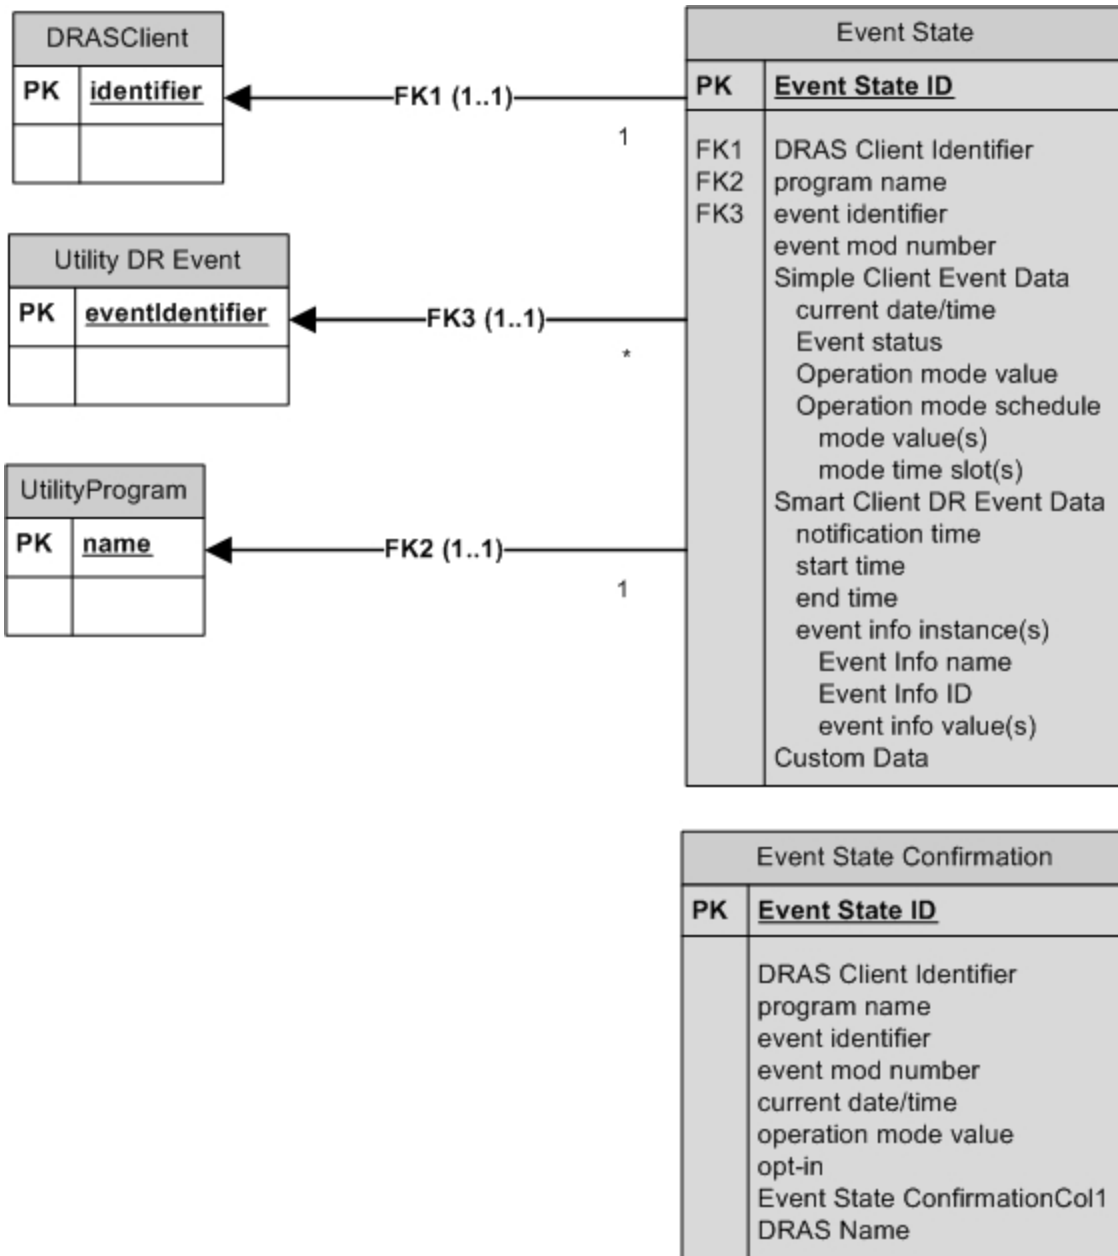 DRASClient
PK identifier
FK1 (1..1)
1
Utility DR Event
PK eventIdentifier
FK3 (1..1)
*
UtilityProgram
PK name
FK2 (1..1)
1
Event State
PK Event State ID
FK1 DRAS Client Identifier
FK2 program name
FK3 event identifier
event mod number
Simple Client Event Data
current date/time
Event status
Operation mode value
Operation mode schedule
mode value(s)
mode time slot(s)
Smart Client DR Event Data
notification time
start time
end time
event info instance(s)
Event Info name
Event Info ID
event info value(s)
Custom Data
Event State Confirmation
PK Event State ID
DRAS Client Identifier
program name
event identifier
event mod number
current date/time
operation mode value
opt-in
Event State ConfirmationCol1
DRAS Name